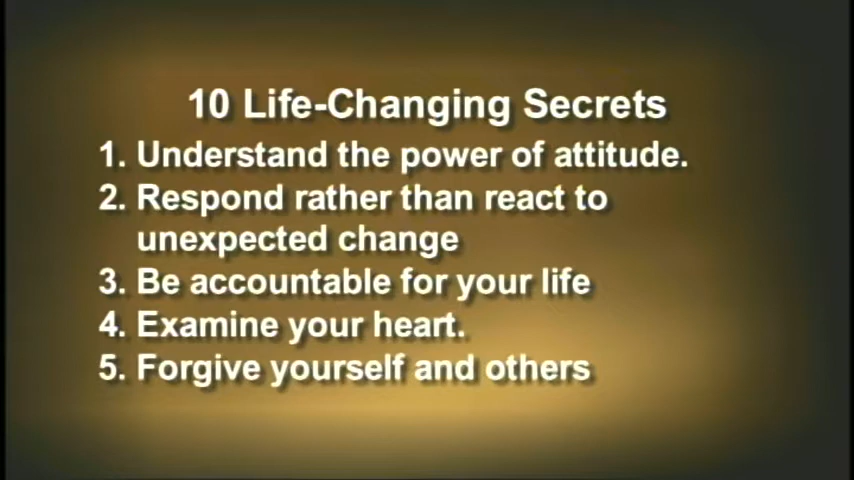 10 Life-Changing Secrets
1. Understand the power of attitude.
2. Respond rather than react to
unexpected change
3. Be accountable for your life
4. Examine your heart.
5. Forgive yourself and others